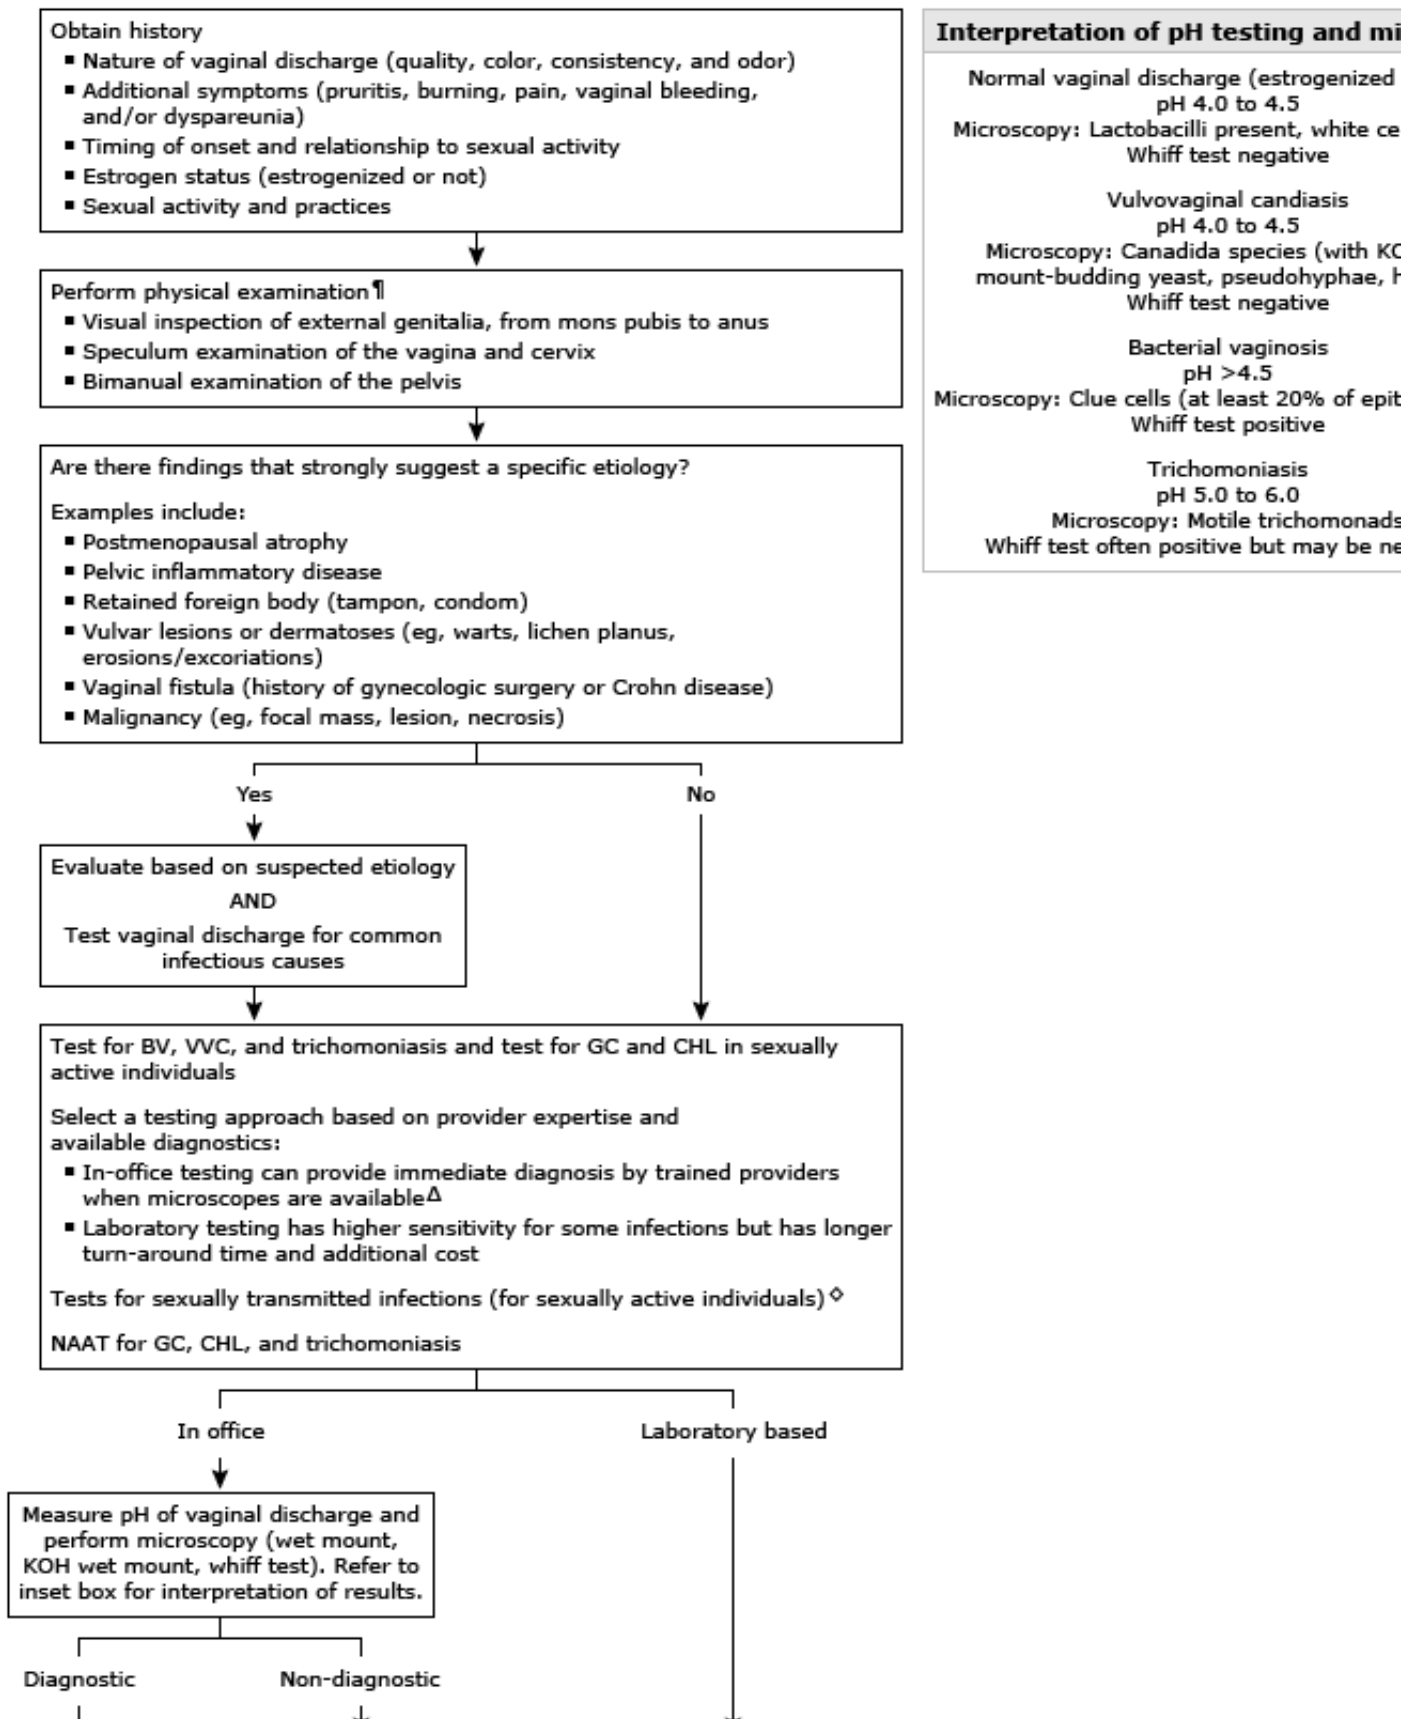 Obtain history
▪ Nature of vaginal discharge (quality, color, consistency, and odor)
▪ Additional symptoms (pruritis, burning, pain, vaginal bleeding,
and/or dyspareunia)
▪ Timing of onset and relationship to sexual activity
▪ Estrogen status (estrogenized or not)
▪ Sexual activity and practices
Perform physical examination¶
▪ Visual inspection of external genitalia, from mons pubis to anus
▪ Speculum examination of the vagina and cervix
▪ Bimanual examination of the pelvis
Are there findings that strongly suggest a specific etiology?
Examples include:
▪ Postmenopausal atrophy
▪ Pelvic inflammatory disease
▪ Retained foreign body (tampon, condom)
▪ Vulvar lesions or dermatoses (eg, warts, lichen planus,
erosions/excoriations)
▪ Vaginal fistula (history of gynecologic surgery or Crohn disease)
▪ Malignancy (eg, focal mass, lesion, necrosis)
Yes
No
Evaluate based on suspected etiology
AND
Test vaginal discharge for common
infectious causes
Test for BV, VVC, and trichomoniasis and test for GC and CHL in sexually
active individuals
Select a testing approach based on provider expertise and
available diagnostics:
▪ In-office testing can provide immediate diagnosis by trained providers
when microscopes are availableΔ
▪ Laboratory testing has higher sensitivity for some infections but has longer
turn-around time and additional cost
Tests for sexually transmitted infections (for sexually active individuals)◇
NAAT for GC, CHL, and trichomoniasis
In office
Laboratory based
Measure pH of vaginal discharge and
perform microscopy (wet mount,
KOH wet mount, whiff test). Refer to
inset box for interpretation of results.
Diagnostic
Non-diagnostic
Interpretation of pH testing and
Normal vaginal discharge (estrogenized
pH 4.0 to 4.5
Microscopy: Lactobacilli present, white
Whiff test negative
Vulvovaginal candiasis
pH 4.0 to 4.5
Microscopy: Canadida species (with
mount-budding yeast, pseudohyphae,
Whiff test negative
Bacterial vaginosis
pH >4.5
Microscopy: Clue cells (at least 20% of
Whiff test positive
Trichomoniasis
pH 5.0 to 6.0
Microscopy: Motile trichomonads
Whiff test often positive but may be